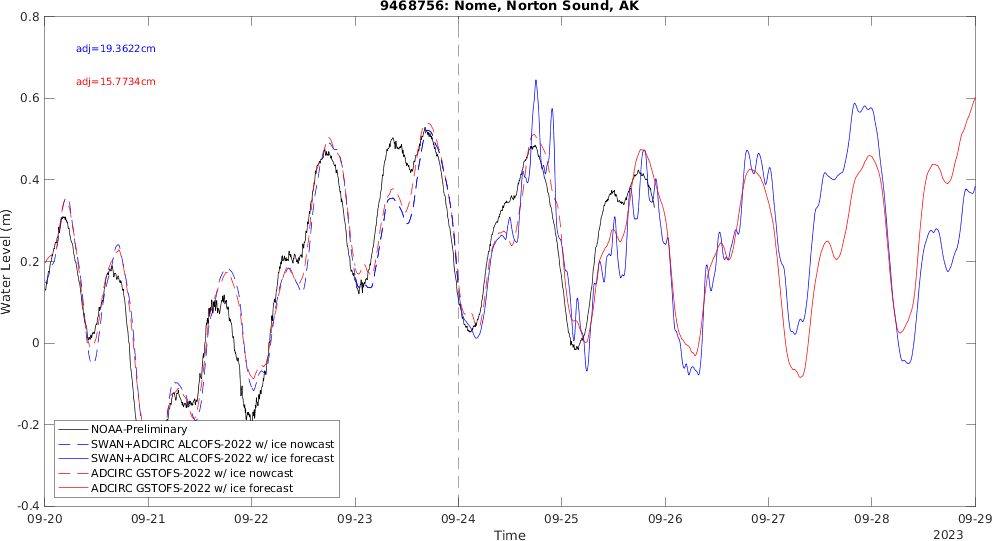 9468756: Nome, Norton Sound, AK
0.8
adj=19.3622cm
adj=15.7734cm
0.6
0.4
0.2
0
-0.2
-0.4
Water Level (m)
NOAA-Preliminary
SWAN+ADCIRC ALCOFS-2022 w/ ice nowcast
SWAN+ADCIRC ALCOFS-2022 w/ ice forecast
ADCIRC GSTOFS-2022 w/ ice nowcast
ADCIRC GSTOFS-2022 w/ ice forecast
09-20 09-21 09-22 09-23 09-24 09-25 09-26 09-27 09-28 09-29
Time
2023